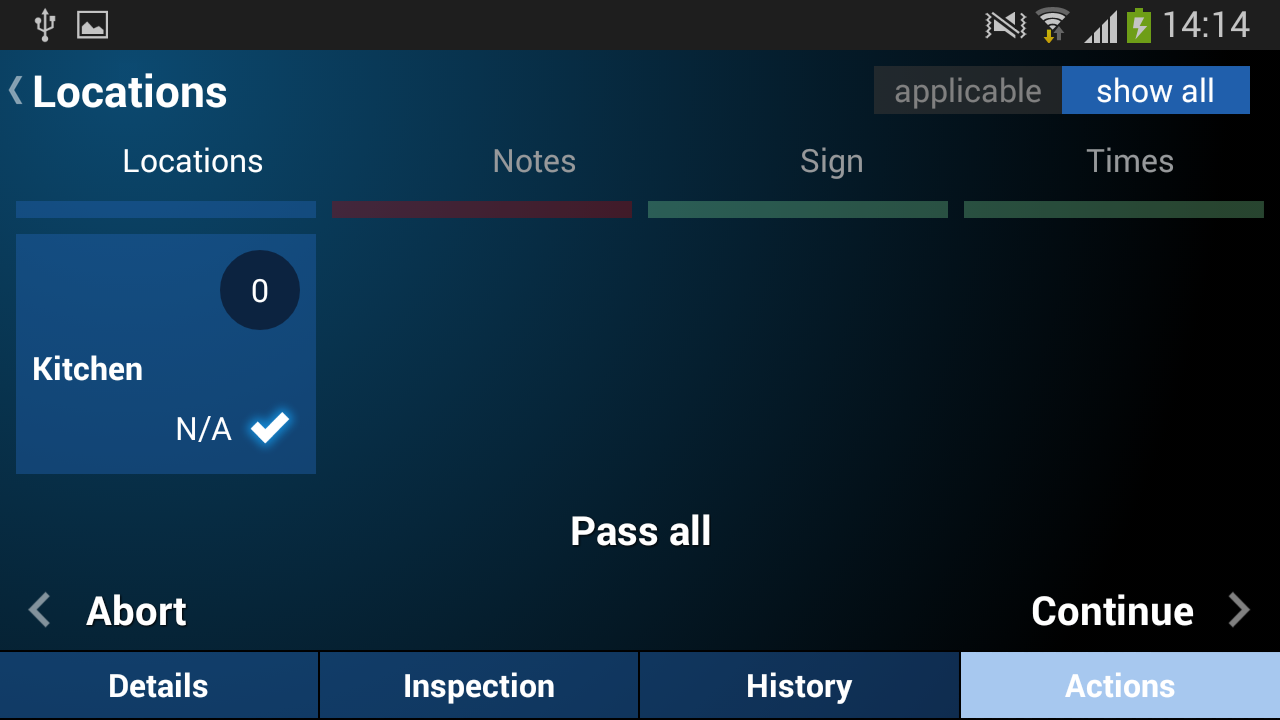 14:14
Locations
applicable show all
Locations Notes Sign Times
0
Kitchen
N/A
Pass all
Abort Continue
Details Inspection History Actions